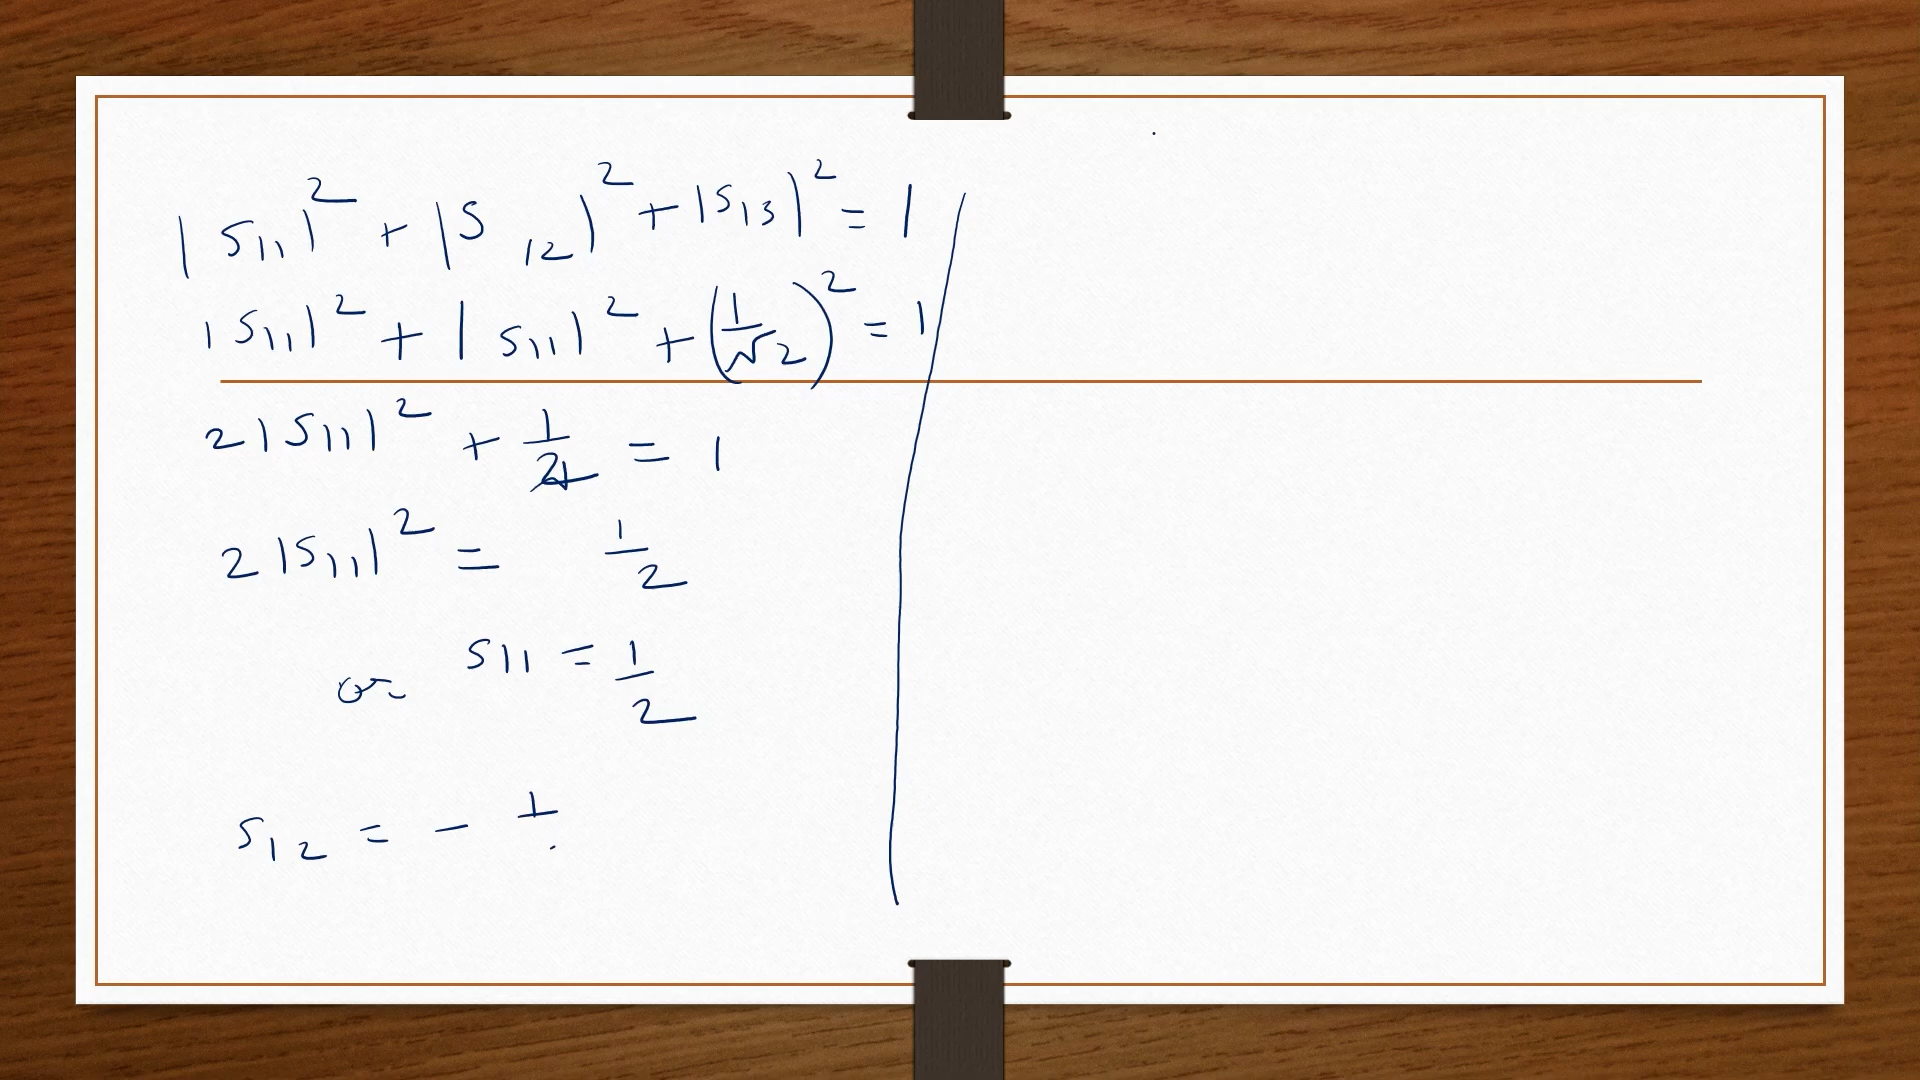 |S₁₁|² + |S₁₂|² + |S₁₃|² = 1
|S₁₁|² + |S₁₁|² + (1/√2)² = 1
2|S₁₁|² + 1/2 = 1
2|S₁₁|² = 1/2
or S11 = 1/2
S₁₂ = - 1/